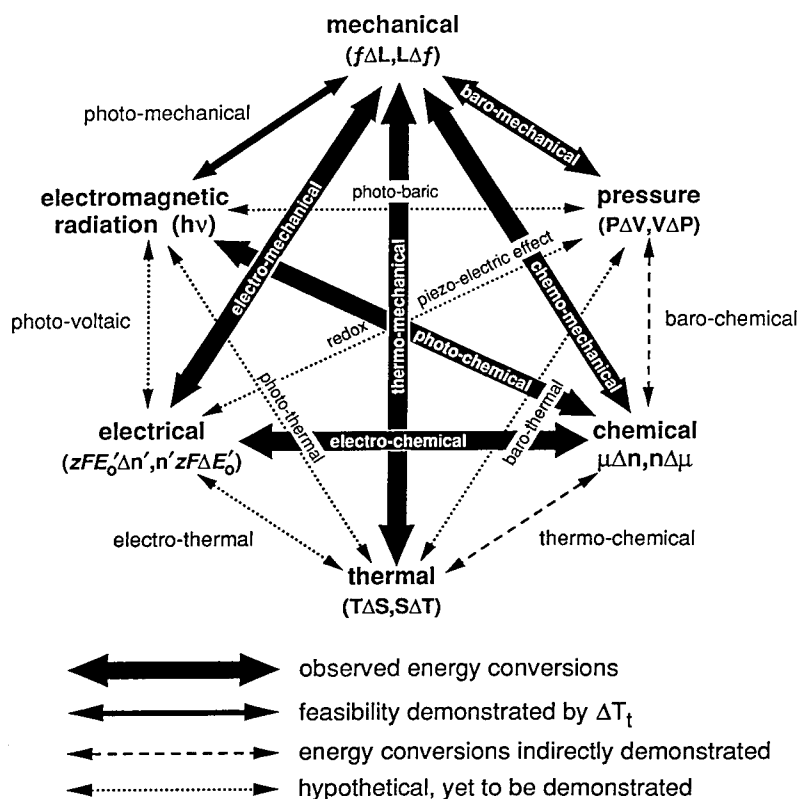 mechanical
(ƒΔL,LΔƒ)
photo-mechanical
baro-mechanical
electromagnetic
radiation (hν)
photo-baric
pressure
(PΔV,VΔP)
electro-mechanical
thermo-mechanical
chemo-mechanical
piezo-electric effect
redox
photo-chemical
photo-voltaic
baro-chemical
photo-thermal
baro-thermal
electrical
(zFE₀′Δn′,n′zFΔE₀′)
electro-chemical
chemical
μΔn,nΔμ
electro-thermal
thermo-chemical
thermal
(TΔS,SΔT)
observed energy conversions
feasibility demonstrated by ΔTₜ
energy conversions indirectly demonstrated
hypothetical, yet to be demonstrated